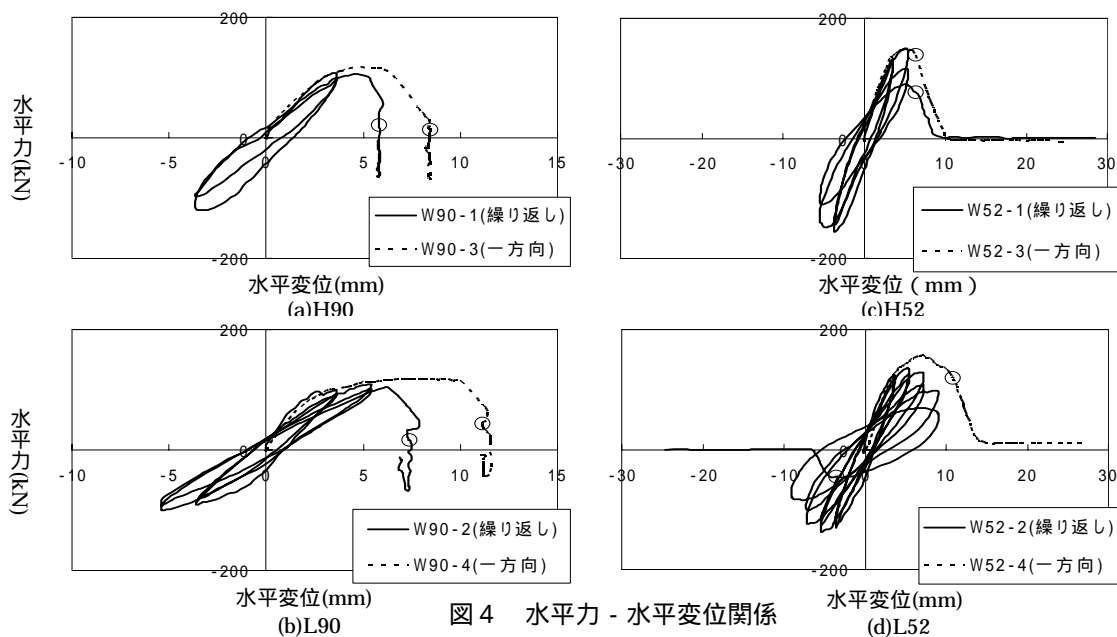 200
水平力(kN)
0
-10 -5 0 5 10 15
W90-1(繰り返し)
W90-3(一方向)
-200
水平変位(mm)
(a)H90
200
0
-30 -20 -10 0 10 20 30
W52-1(繰り返し)
W52-3(一方向)
-200
水平変位(mm)
(c)H52
200
水平力(kN)
0
-10 -5 0 5 10 15
W90-2(繰り返し)
W90-4(一方向)
-200
水平変位(mm)
(b)L90
200
0
-30 -20 -10 0 10 20 30
W52-2(繰り返し)
W52-4(一方向)
-200
水平変位(mm)
(d)L52
図4 水平力 - 水平変位関係